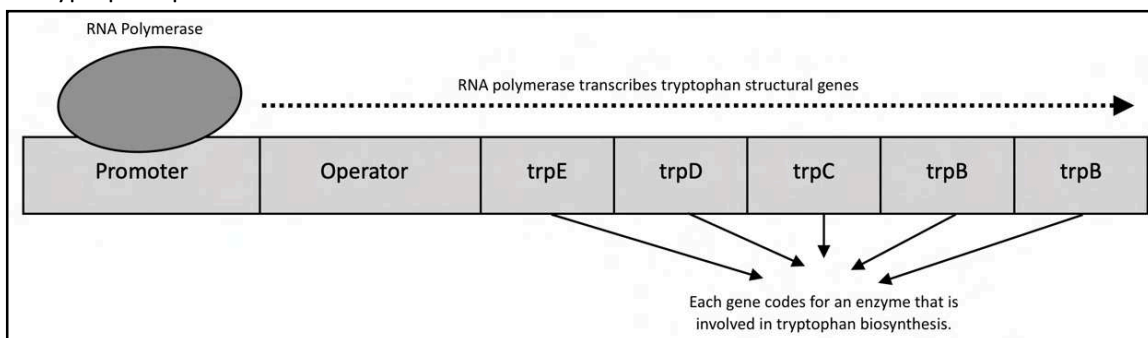 RNA Polymerase
RNA polymerase transcribes tryptophan structural genes
Promoter
Operator
trpE
trpD
trpC
trpB
trpB
Each gene codes for an enzyme that is
involved in tryptophan biosynthesis.